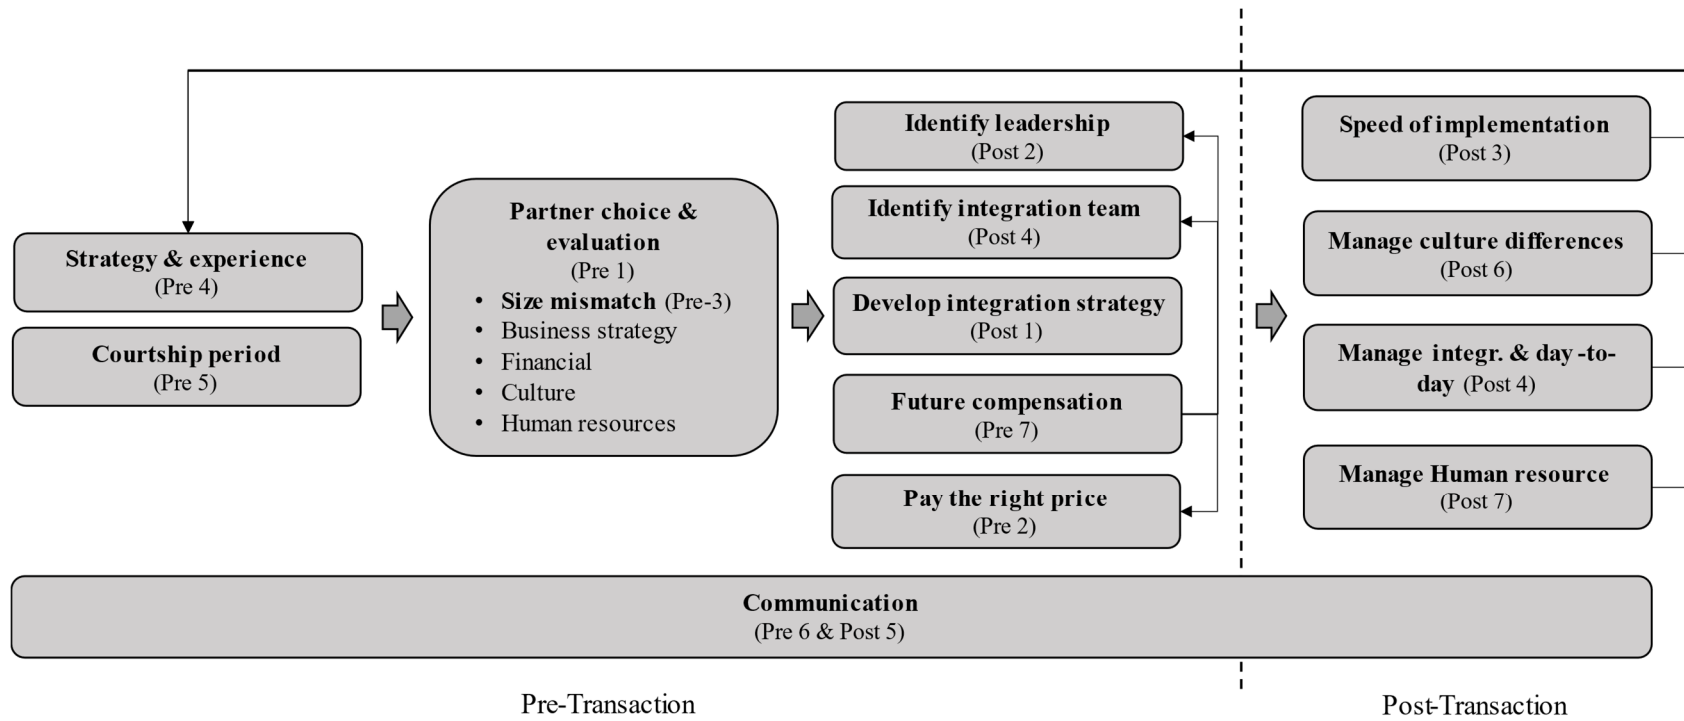 Strategy & experience
(Pre 4)
Courtship period
(Pre 5)
Partner choice &
evaluation
(Pre 1)
• Size mismatch (Pre-3)
• Business strategy
• Financial
• Culture
• Human resources
Identify leadership
(Post 2)
Identify integration team
(Post 4)
Develop integration strategy
(Post 1)
Future compensation
(Pre 7)
Pay the right price
(Pre 2)
Speed of implementation
(Post 3)
Manage culture differences
(Post 6)
Manage integr. & day -to-
day (Post 4)
Manage Human resource
(Post 7)
Communication
(Pre 6 & Post 5)
Pre-Transaction
Post-Transaction